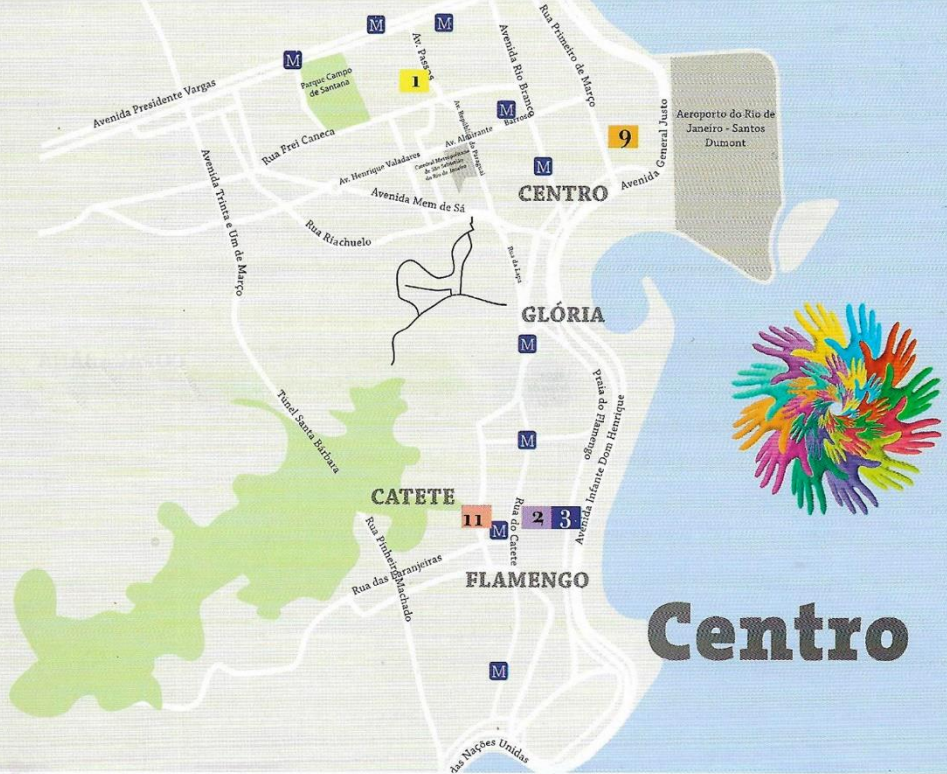 M
M
M
Av. Passos
Avenida Rio Branco
Rua Primeiro de Março
Parque Campo
de Santana
1
Avenida Presidente Vargas
M
Av. República do Paraguai
Av. Almirante
Barroso
Rua Frei Caneca
9
Avenida General Justo
Aeroporto do Rio de
Janeiro - Santos
Dumont
Avenida Trinta e Um de Março
Av. Henrique Valadares
Catedral Metropolitana
de São Sebastião
do Rio de Janeiro
M
CENTRO
Avenida Mem de Sá
Rua Riachuelo
Rua da Lapa
GLÓRIA
M
Praia do Flamengo
Avenida Infante Dom Henrique
Túnel Santa Bárbara
M
CATETE
11
M
Rua do Catete
2
3
Rua Pinheiro Machado
Rua das Laranjeiras
FLAMENGO
Centro
M
das Nações Unidas